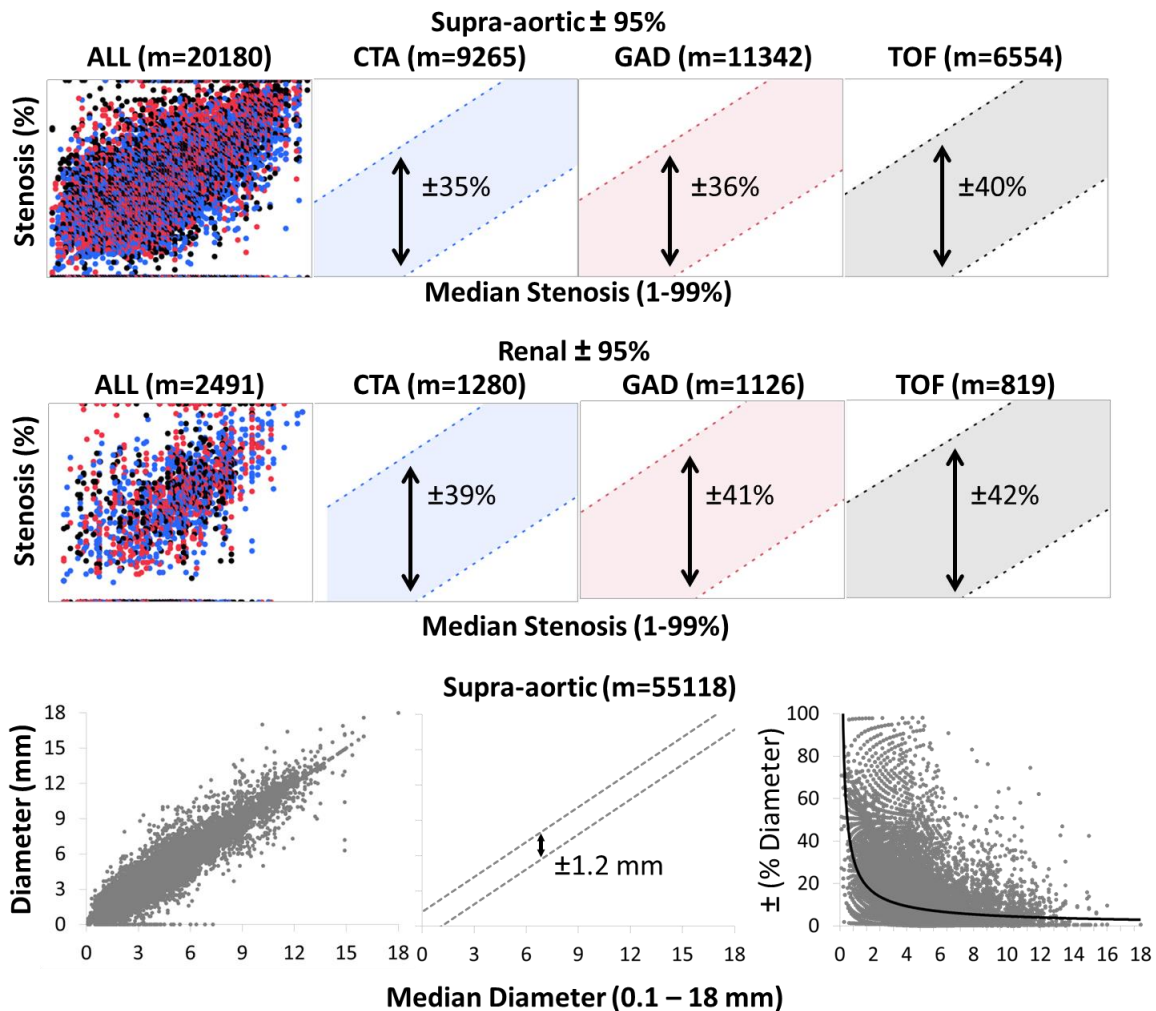 Supra-aortic ± 95%
ALL (m=20180) CTA (m=9265) GAD (m=11342) TOF (m=6554)
Stenosis (%)
±35% ±36% ±40%
Median Stenosis (1-99%)
Renal ± 95%
ALL (m=2491) CTA (m=1280) GAD (m=1126) TOF (m=819)
Stenosis (%)
±39% ±41% ±42%
Median Stenosis (1-99%)
Supra-aortic (m=55118)
Diameter (mm)
18
15
12
9
6
3
0
0 3 6 9 12 15 18
±1.2 mm
0 3 6 9 12 15 18
± (% Diameter)
100
80
60
40
20
0
0 2 4 6 8 10 12 14 16 18
Median Diameter (0.1 – 18 mm)